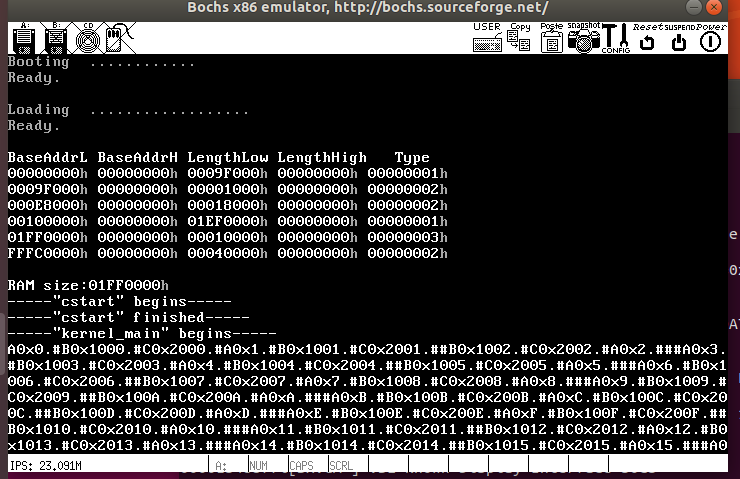 Bochs x86 emulator, http://bochs.sourceforge.net/
A: B: CD USER Copy Paste snapshot CONFIG Reset SUSPEND Power
Booting ............
Ready.
Loading ..................
Ready.
BaseAddrL BaseAddrH LengthLow LengthHigh Type
00000000h 00000000h 0009F000h 00000000h 00000001h
0009F000h 00000000h 00001000h 00000000h 00000002h
000E8000h 00000000h 00018000h 00000000h 00000002h
00100000h 00000000h 01EF0000h 00000000h 00000001h
01FF0000h 00000000h 00010000h 00000000h 00000003h
FFFC0000h 00000000h 00040000h 00000000h 00000002h
RAM size:01FF0000h
-----"cstart" begins-----
-----"cstart" finished-----
-----"kernel_main" begins-----
A0x0.#B0x1000.#C0x2000.#A0x1.#B0x1001.#C0x2001.##B0x1002.#C0x2002.#A0x2.###A0x3.
#B0x1003.#C0x2003.#A0x4.#B0x1004.#C0x2004.##B0x1005.#C0x2005.#A0x5.###A0x6.#B0x1
006.#C0x2006.##B0x1007.#C0x2007.#A0x7.#B0x1008.#C0x2008.#A0x8.###A0x9.#B0x1009.#
C0x2009.##B0x100A.#C0x200A.#A0xA.###A0xB.#B0x100B.#C0x200B.#A0xC.#B0x100C.#C0x20
0C.##B0x100D.#C0x200D.#A0xD.###A0xE.#B0x100E.#C0x200E.#A0xF.#B0x100F.#C0x200F.##
B0x1010.#C0x2010.#A0x10.###A0x11.#B0x1011.#C0x2011.##B0x1012.#C0x2012.#A0x12.#B0
x1013.#C0x2013.#A0x13.###A0x14.#B0x1014.#C0x2014.##B0x1015.#C0x2015.#A0x15.###A0
IPS: 23.091M A: NUM CAPS SCRL